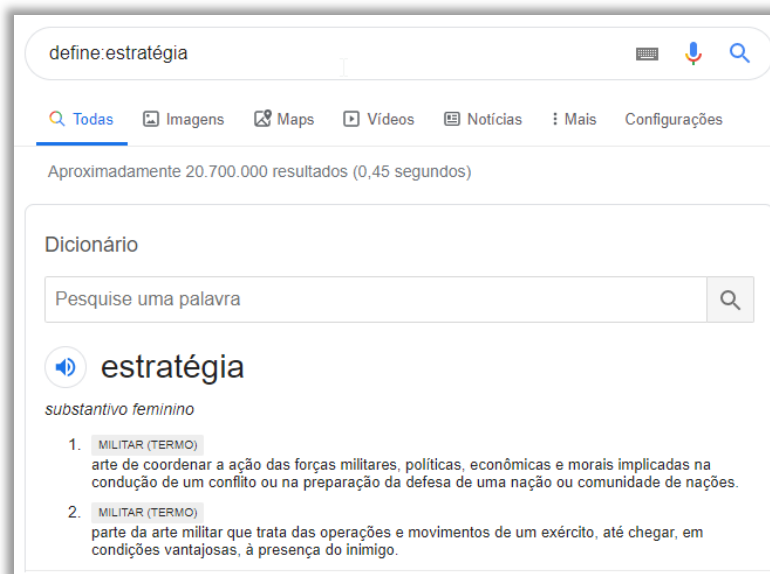 define:estratégia
Todas Imagens Maps Vídeos Notícias Mais Configurações
Aproximadamente 20.700.000 resultados (0,45 segundos)
Dicionário
Pesquise uma palavra
estratégia
substantivo feminino
1. MILITAR (TERMO)
arte de coordenar a ação das forças militares, políticas, econômicas e morais implicadas na
condução de um conflito ou na preparação da defesa de uma nação ou comunidade de nações.
2. MILITAR (TERMO)
parte da arte militar que trata das operações e movimentos de um exército, até chegar, em
condições vantajosas, à presença do inimigo.